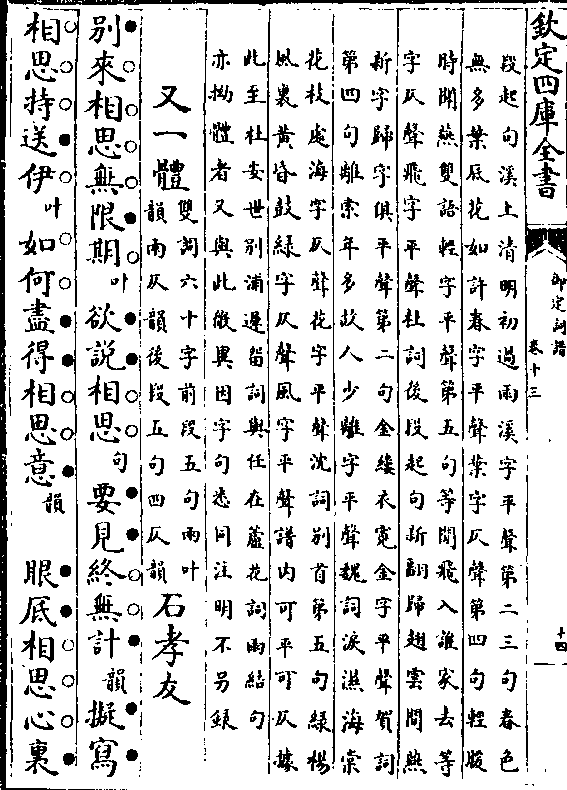 欽定四庫全書
御定詞譜
卷十三
十四
段起句溪上清明初過雨溪字平聲第二三句春色
無多葉底花如許春字平聲葉字仄聲第四句輕暖
時聞燕雙語輕字平聲第五句等閒飛入誰家去等
字仄聲飛字平聲杜詞後段起句新翻歸翅雲間燕
新字歸字俱平聲第二句金縷衣寛金字平聲賀詞
第四句離索年多故人少離字平聲魏詞淚濕海棠
花枝處海字仄聲花字平聲沈詞别首第五句緑楊
風裏黄昏鼓緑字仄聲風字平聲譜内可平可仄據
此至杜安世别浦遲留詞與任在蘆花詞兩結句
亦拗體者又與此微異因字句悉同注明不另録
又一體
雙調六十字前段五句兩叶
韻兩仄韻後段五句四仄韻
石孝友
别來相思無限期叶欲說相思句要見終無計韻擬寫
相思持送伊叶如何盡得相思意韻 眼底相思心裏